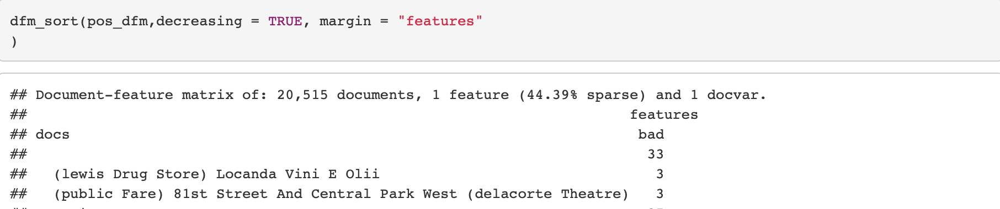 dfm_sort(pos_dfm,decreasing = TRUE, margin = "features"
)
## Document-feature matrix of: 20,515 documents, 1 feature (44.39% sparse) and 1 docvar.
## features
## docs bad
## 33
## (lewis Drug Store) Locanda Vini E Olii 3
## (public Fare) 81st Street And Central Park West (delacorte Theatre) 3